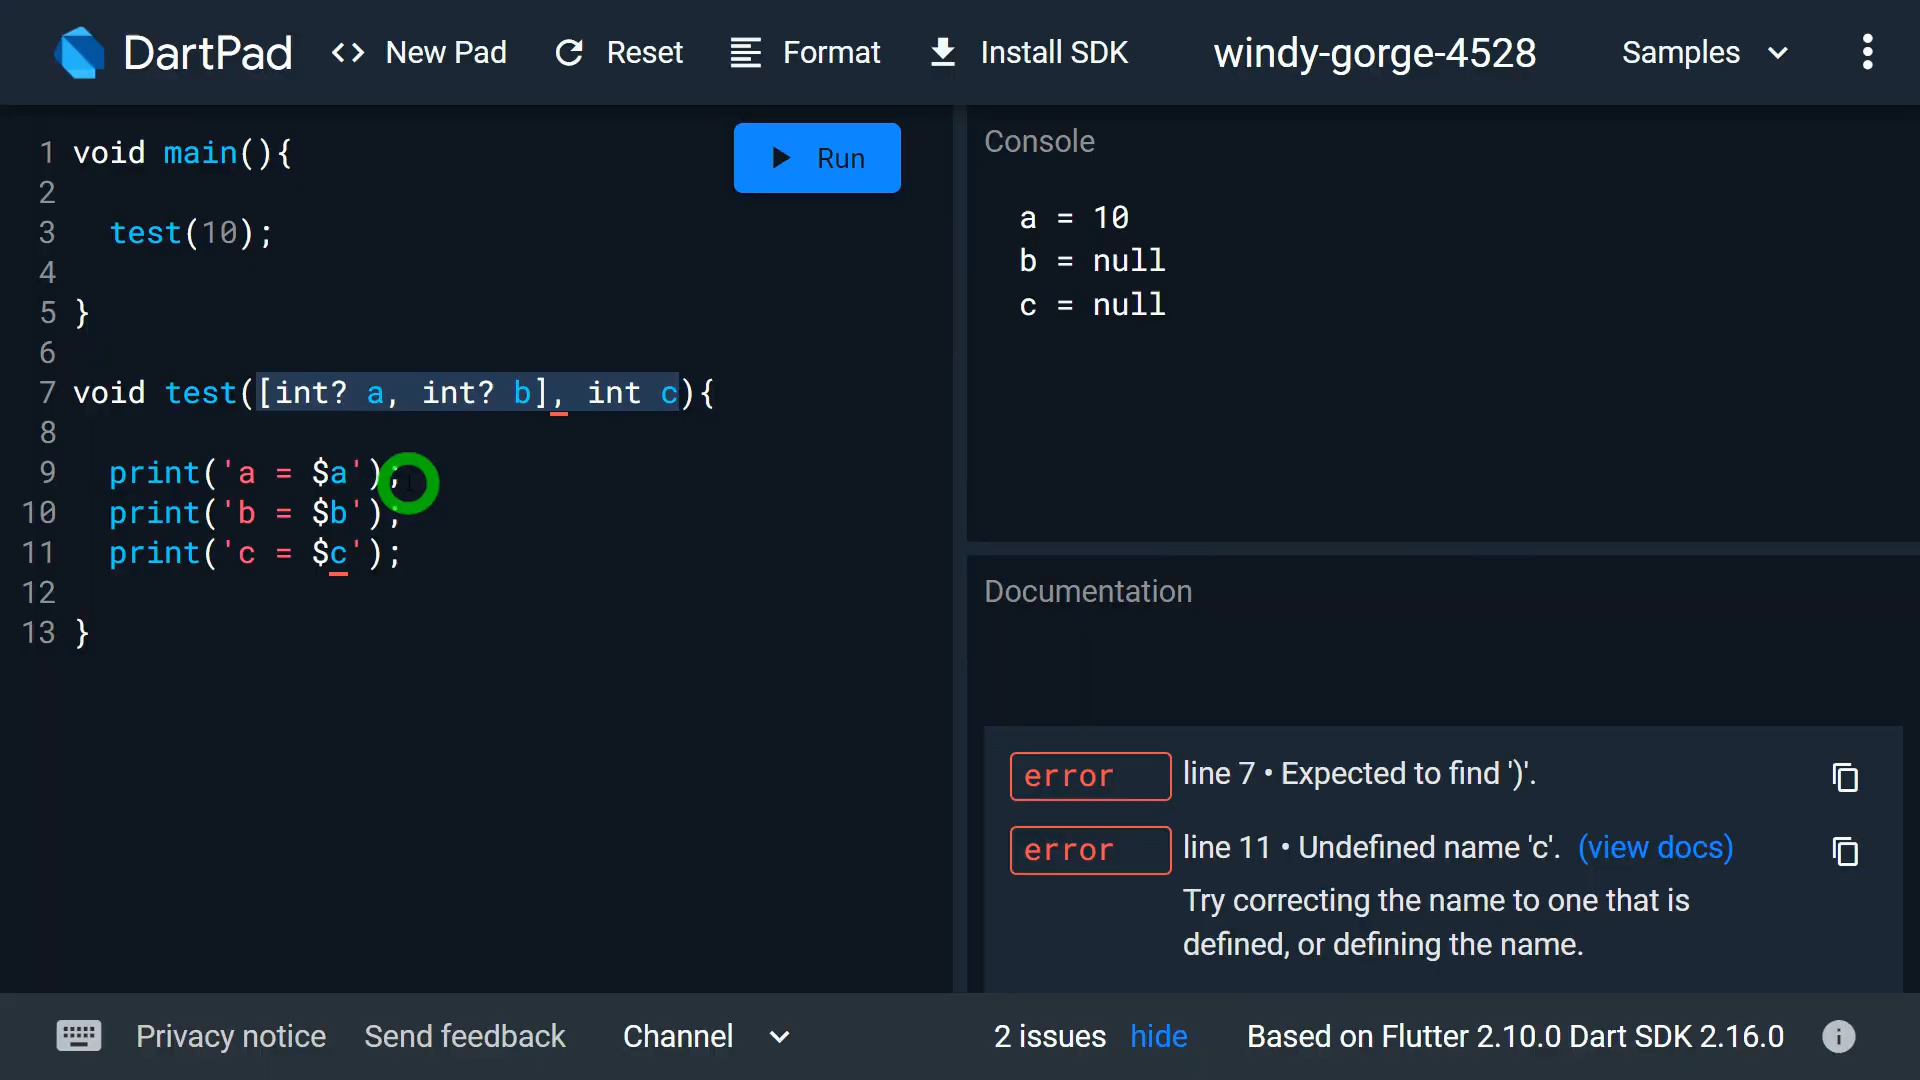 DartPad <> New Pad Reset Format Install SDK windy-gorge-4528 Samples
1 void main(){
2
3 test(10);
4
5 }
6
7 void test([int? a, int? b], int c){
8
9 print('a = $a');
10 print('b = $b');
11 print('c = $c');
12
13 }
Run
Console
a = 10
b = null
c = null
Documentation
error line 7 • Expected to find ')'.
error line 11 • Undefined name 'c'. (view docs)
Try correcting the name to one that is
defined, or defining the name.
Privacy notice Send feedback Channel 2 issues hide Based on Flutter 2.10.0 Dart SDK 2.16.0